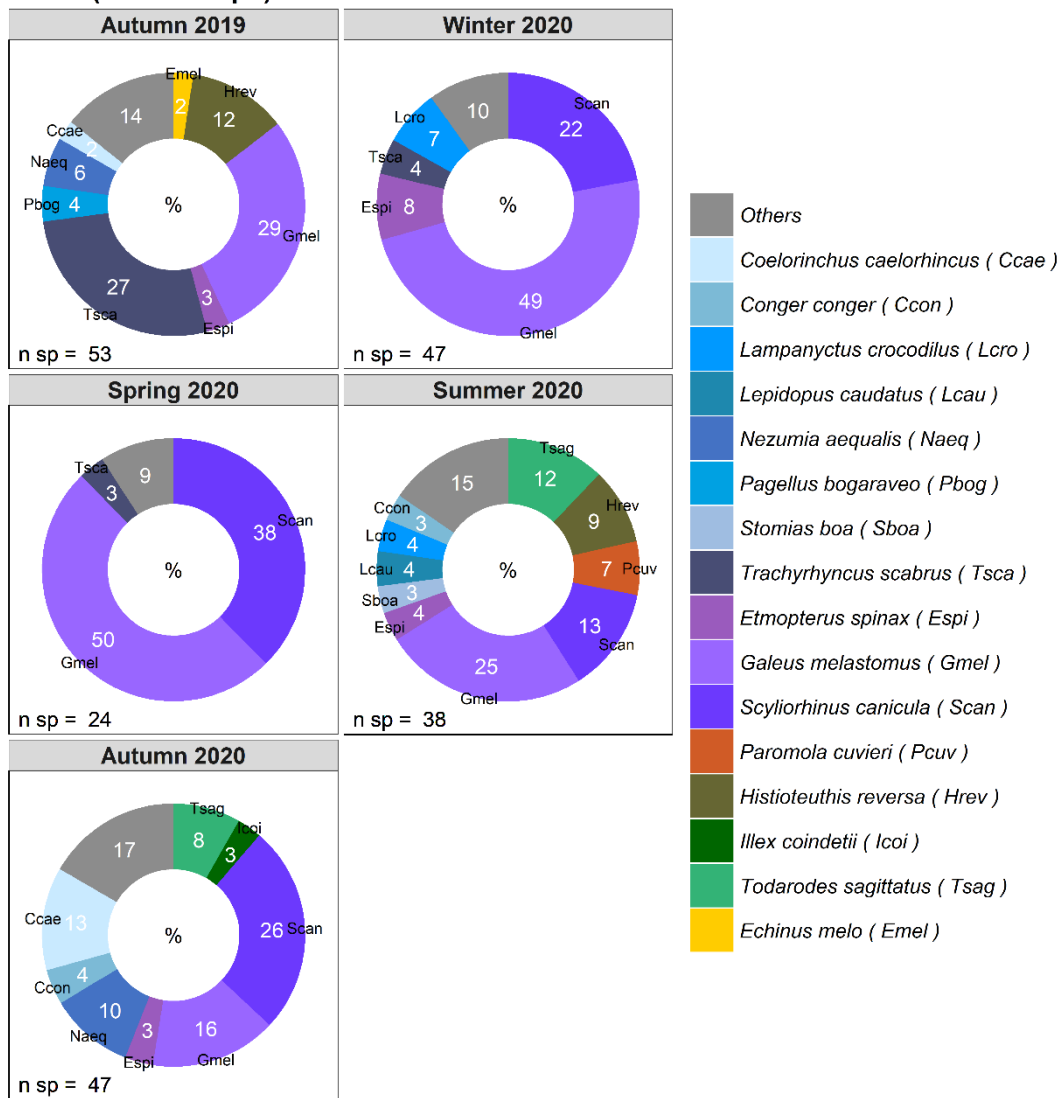 Autumn 2019
Emel
2
Hrev
12
29
Gmel
3
Espi
27
Tsca
4
Pbog
6
Naeq
2
Ccae
14
%
n sp = 53
Winter 2020
Scan
22
49
Gmel
8
Espi
4
Tsca
7
Lcro
10
%
n sp = 47
Spring 2020
38
Scan
50
Gmel
3
Tsca
9
%
n sp = 24
Summer 2020
Tsag
12
Hrev
9
7
Pcuv
13
Scan
25
Gmel
4
Espi
3
Sboa
4
Lcau
4
Lcro
3
Ccon
15
%
n sp = 38
Autumn 2020
Tsag
8
Icoi
3
26
Scan
16
Gmel
3
Espi
10
Naeq
4
Ccon
13
Ccae
17
%
n sp = 47
Others
Coelorinchus caelorhincus ( Ccae )
Conger conger ( Ccon )
Lampanyctus crocodilus ( Lcro )
Lepidopus caudatus ( Lcau )
Nezumia aequalis ( Naeq )
Pagellus bogaraveo ( Pbog )
Stomias boa ( Sboa )
Trachyrhyncus scabrus ( Tsca )
Etmopterus spinax ( Espi )
Galeus melastomus ( Gmel )
Scyliorhinus canicula ( Scan )
Paromola cuvieri ( Pcuv )
Histioteuthis reversa ( Hrev )
Illex coindetii ( Icoi )
Todarodes sagittatus ( Tsag )
Echinus melo ( Emel )